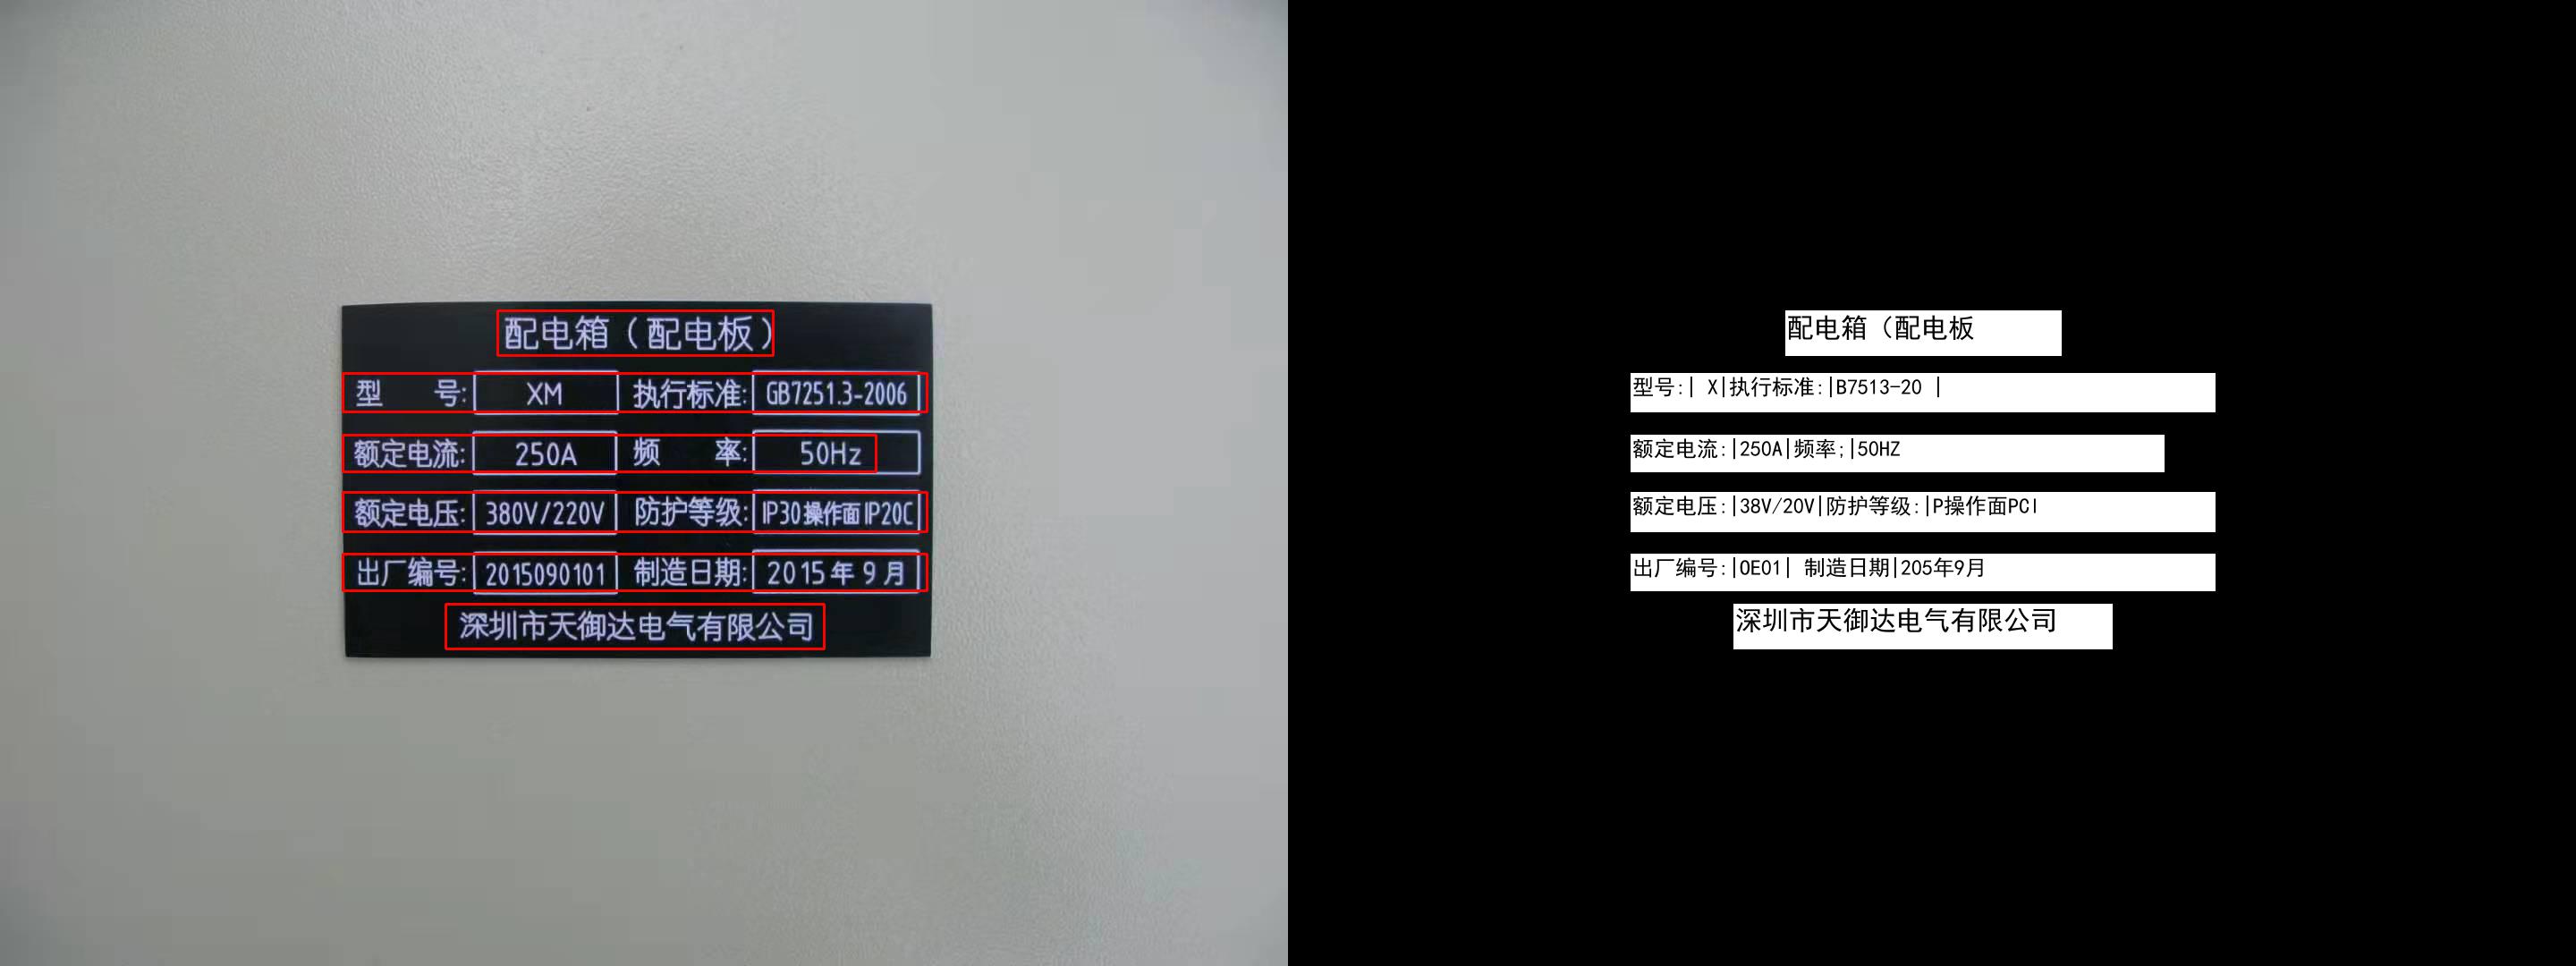 配电箱（配电板）
型 号: XM 执行标准: GB7251.3-2006
额定电流: 250A 频 率: 50Hz
额定电压: 380V/220V 防护等级: IP30操作面IP20C
出厂编号: 2015090101 制造日期: 2015年9月
深圳市天御达电气有限公司
配电箱（配电板
型号:| X|执行标准:|B7513-20 |
额定电流:|250A|频率;|50HZ
额定电压:|38V/20V|防护等级:|P操作面PCI
出厂编号:|0E01| 制造日期|205年9月
深圳市天御达电气有限公司